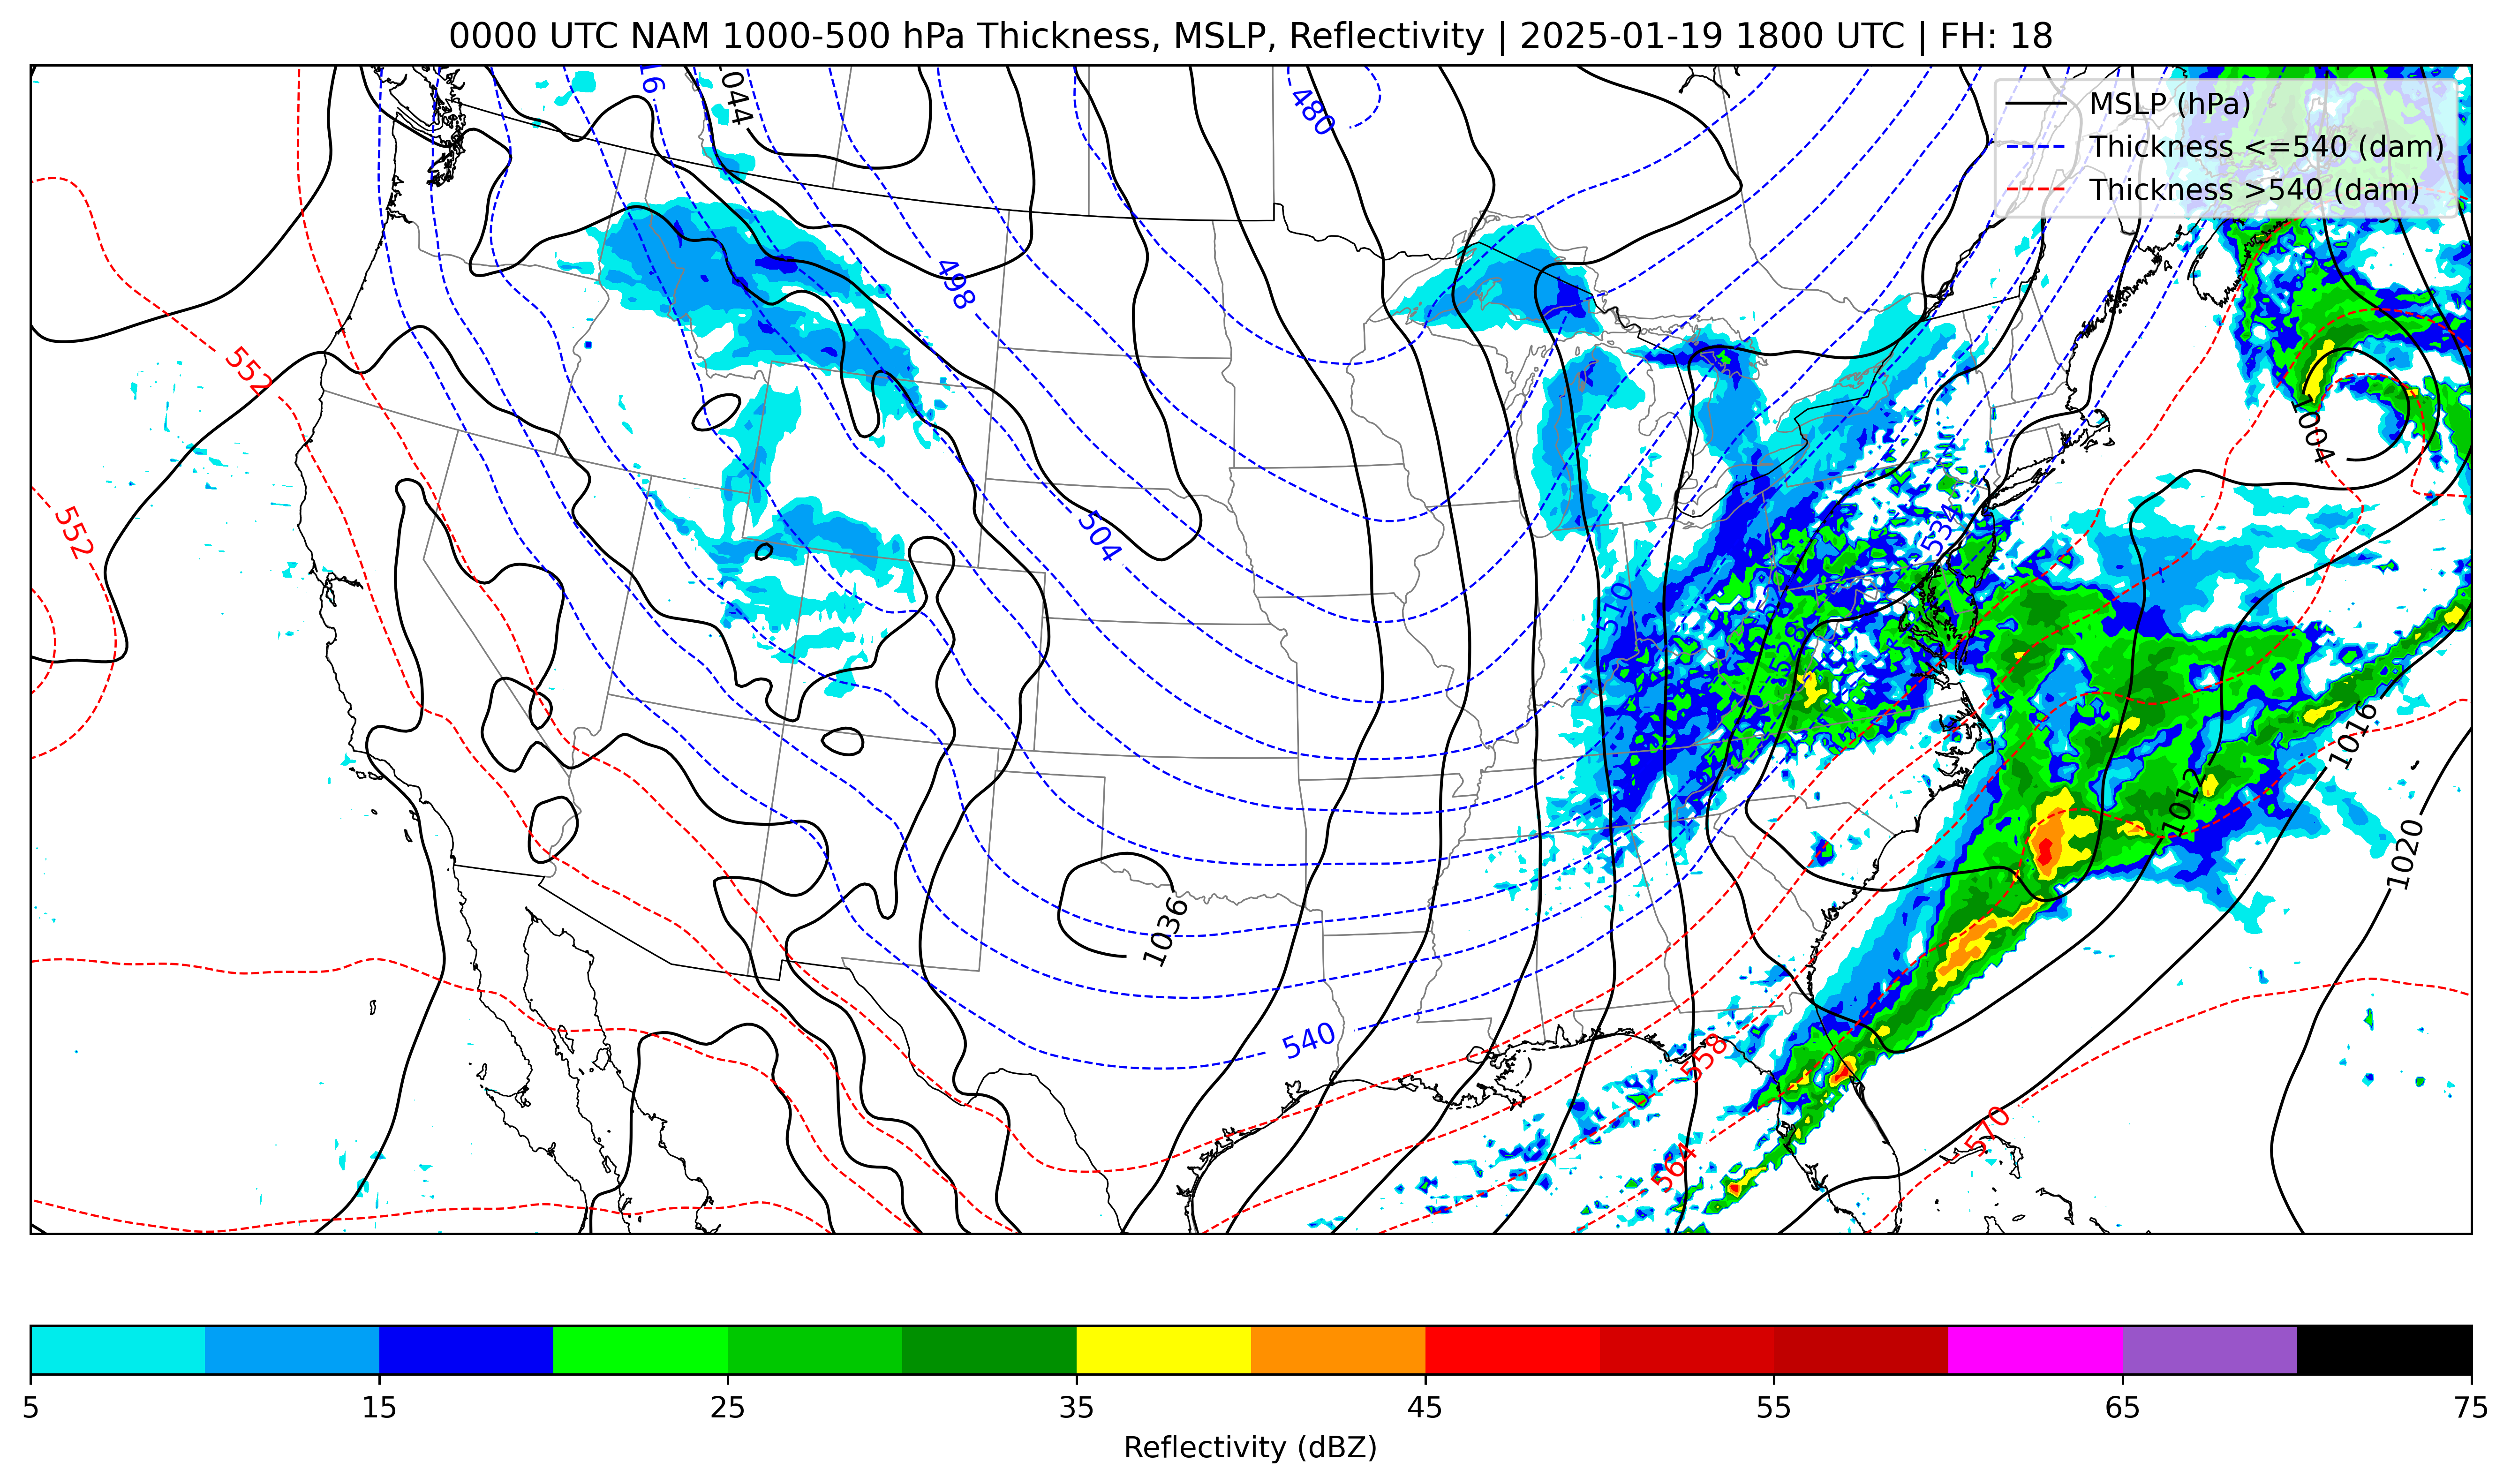 0000 UTC NAM 1000-500 hPa Thickness, MSLP, Reflectivity | 2025-01-19 1800 UTC | FH: 18
MSLP (hPa)
Thickness <=540 (dam)
Thickness >540 (dam)
480
498
552
1004
504
552
534
510
528
1016
1012
1020
1036
540
558
570
564
5 15 25 35 45 55 65 75
Reflectivity (dBZ)